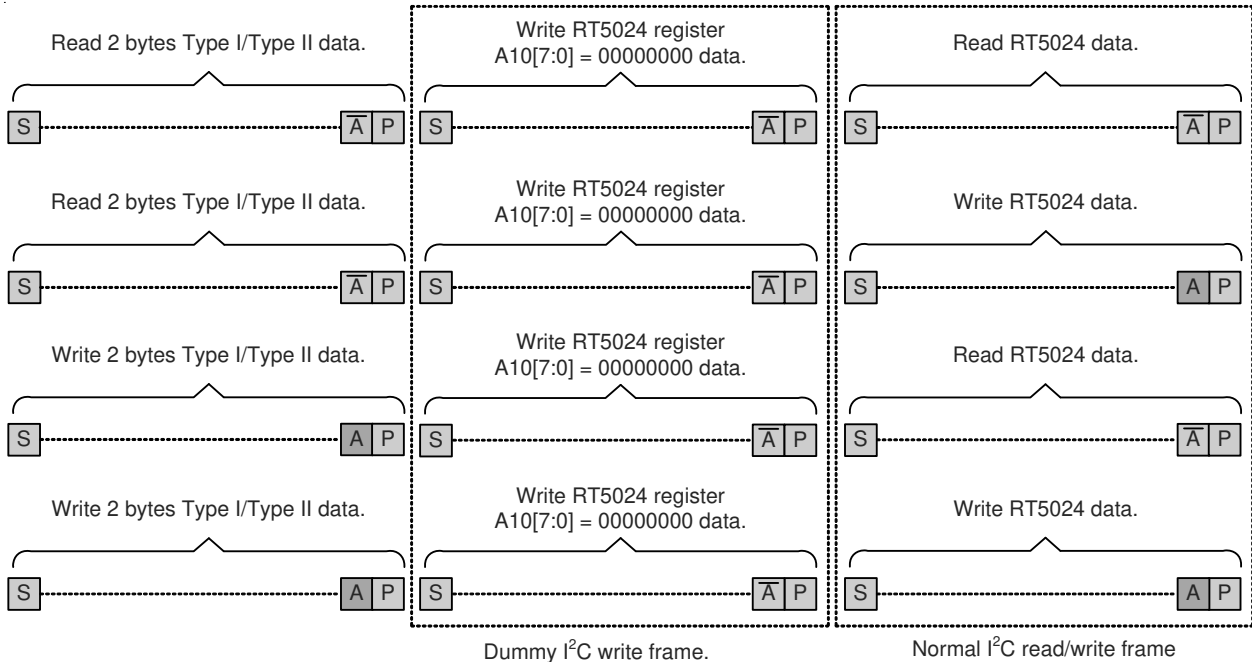 Read 2 bytes Type I/Type II data.
Write RT5024 register
A10[7:0] = 00000000 data.
Read RT5024 data.
S A̅ P S A̅ P S A̅ P
Read 2 bytes Type I/Type II data.
Write RT5024 register
A10[7:0] = 00000000 data.
Write RT5024 data.
S A̅ P S A̅ P S A P
Write 2 bytes Type I/Type II data.
Write RT5024 register
A10[7:0] = 00000000 data.
Read RT5024 data.
S A P S A̅ P S A̅ P
Write 2 bytes Type I/Type II data.
Write RT5024 register
A10[7:0] = 00000000 data.
Write RT5024 data.
S A P S A̅ P S A P
Dummy I²C write frame.
Normal I²C read/write frame